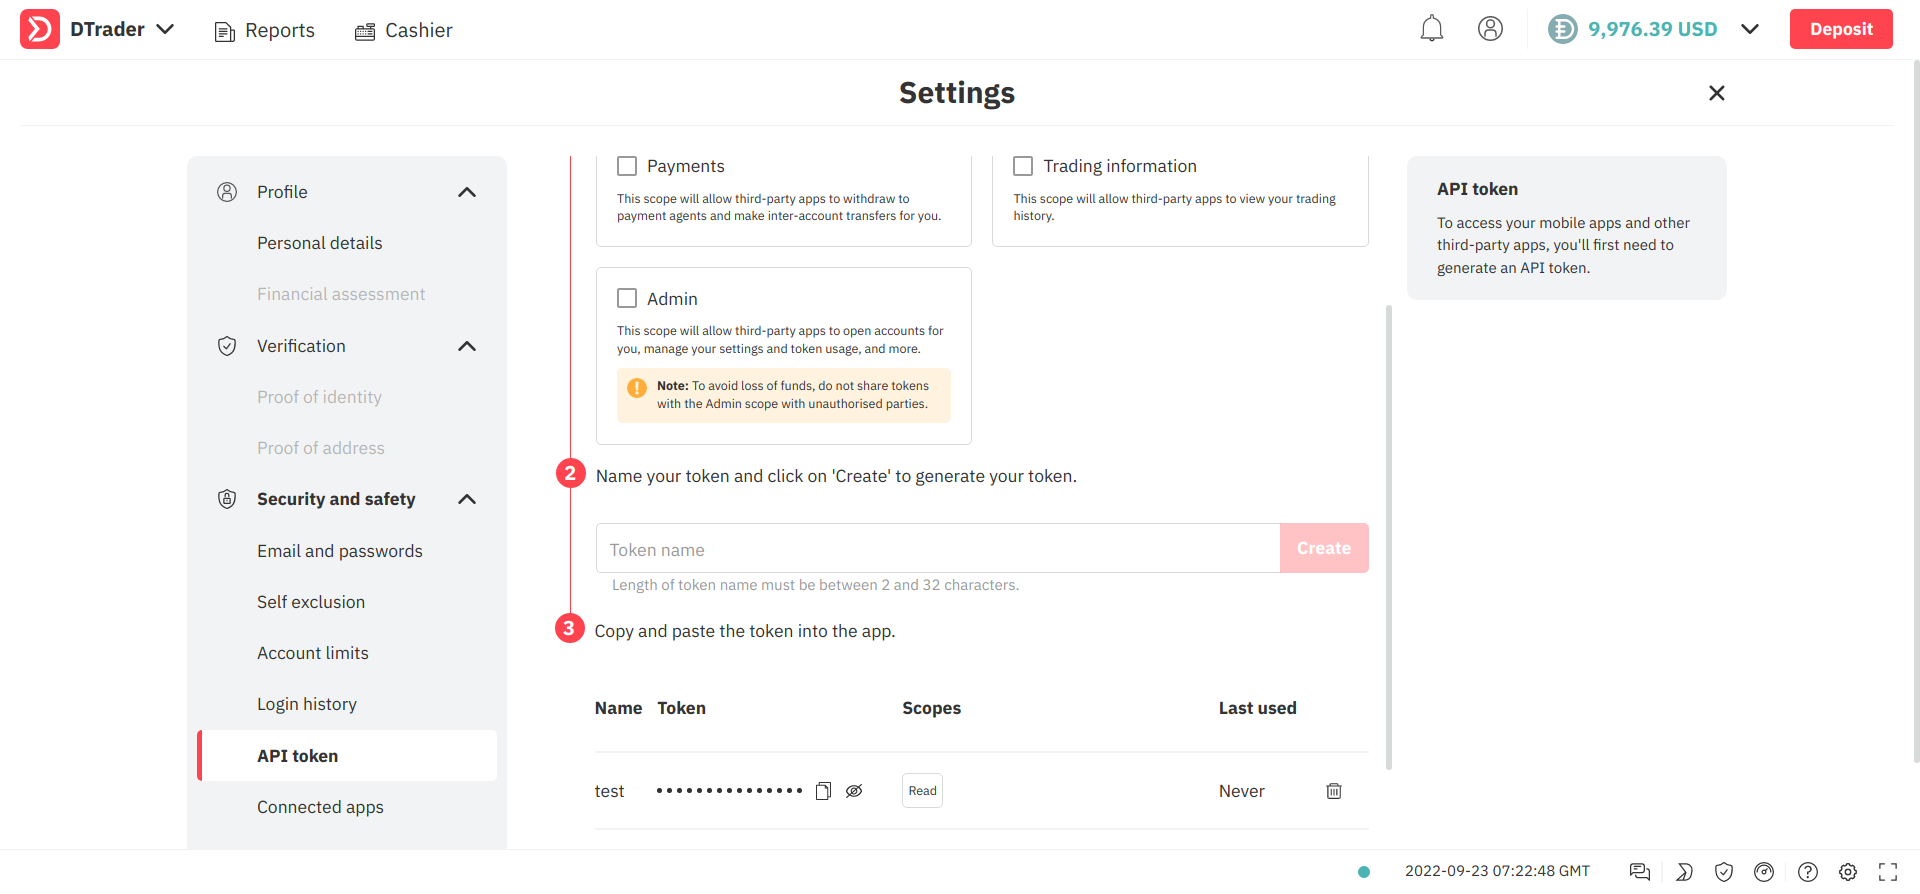 DTrader
Reports
Cashier
9,976.39 USD
Deposit
Settings
Profile
Personal details
Financial assessment
Verification
Proof of identity
Proof of address
Security and safety
Email and passwords
Self exclusion
Account limits
Login history
API token
Connected apps
Payments
This scope will allow third-party apps to withdraw to
payment agents and make inter-account transfers for you.
Trading information
This scope will allow third-party apps to view your trading
history.
Admin
This scope will allow third-party apps to open accounts for
you, manage your settings and token usage, and more.
Note: To avoid loss of funds, do not share tokens
with the Admin scope with unauthorised parties.
2 Name your token and click on 'Create' to generate your token.
Token name
Create
Length of token name must be between 2 and 32 characters.
3 Copy and paste the token into the app.
Name Token Scopes Last used
test Read Never
API token
To access your mobile apps and other
third-party apps, you'll first need to
generate an API token.
2022-09-23 07:22:48 GMT